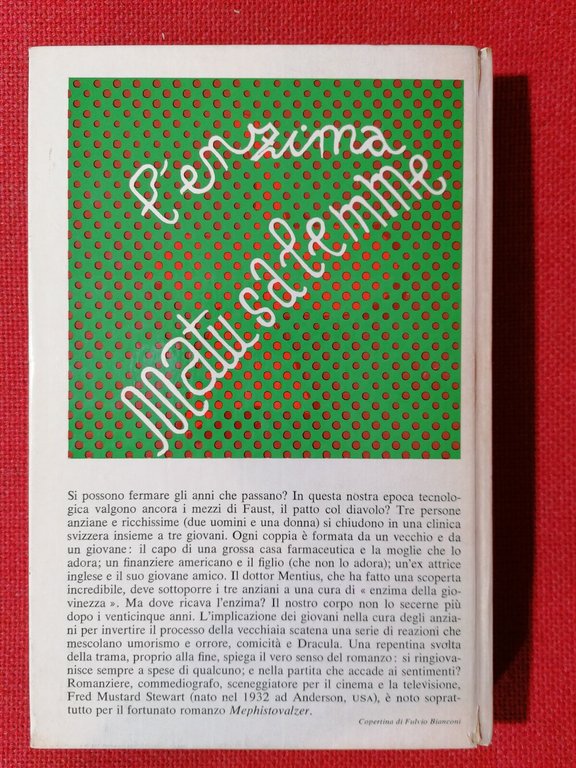 l'enzima
matusalemme
Si possono fermare gli anni che passano? In questa nostra epoca tecnolo-
gica valgono ancora i mezzi di Faust, il patto col diavolo? Tre persone
anziane e ricchissime (due uomini e una donna) si chiudono in una clinica
svizzera insieme a tre giovani. Ogni coppia è formata da un vecchio e da
un giovane: il capo di una grossa casa farmaceutica e la moglie che lo
adora; un finanziere americano e il figlio (che non lo adora); un'ex attrice
inglese e il suo giovane amico. Il dottor Mentius, che ha fatto una scoperta
incredibile, deve sottoporre i tre anziani a una cura di « enzima della gio-
vinezza ». Ma dove ricava l'enzima? Il nostro corpo non lo secerne più
dopo i venticinque anni. L'implicazione dei giovani nella cura degli anzia-
ni per invertire il processo della vecchiaia scatena una serie di reazioni che
mescolano umorismo e orrore, comicità e Dracula. Una repentina svolta
della trama, proprio alla fine, spiega il vero senso del romanzo: si ringiova-
nisce sempre a spese di qualcuno; e nella partita che accade ai sentimenti?
Romanziere, commediografo, sceneggiatore per il cinema e la televisione,
Fred Mustard Stewart (nato nel 1932 ad Anderson, USA), è noto soprat-
tutto per il fortunato romanzo Mephistovalzer.
Copertina di Fulvio Bianconi